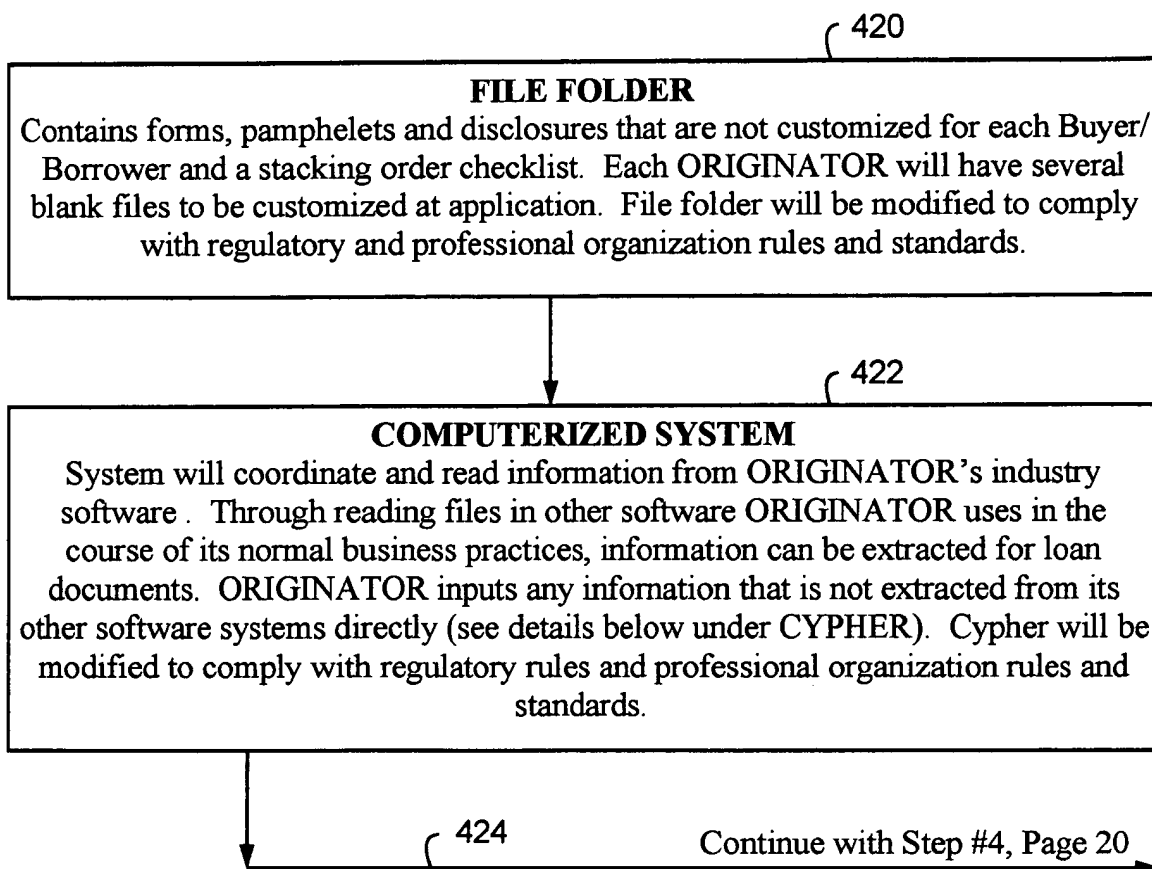 420
FILE FOLDER
Contains forms, pamphelets and disclosures that are not customized for each Buyer/
Borrower and a stacking order checklist. Each ORIGINATOR will have several
blank files to be customized at application. File folder will be modified to comply
with regulatory and professional organization rules and standards.
422
COMPUTERIZED SYSTEM
System will coordinate and read information from ORIGINATOR's industry
software . Through reading files in other software ORIGINATOR uses in the
course of its normal business practices, information can be extracted for loan
documents. ORIGINATOR inputs any infomation that is not extracted from its
other software systems directly (see details below under CYPHER). Cypher will be
modified to comply with regulatory rules and professional organization rules and
standards.
424
Continue with Step #4, Page 20